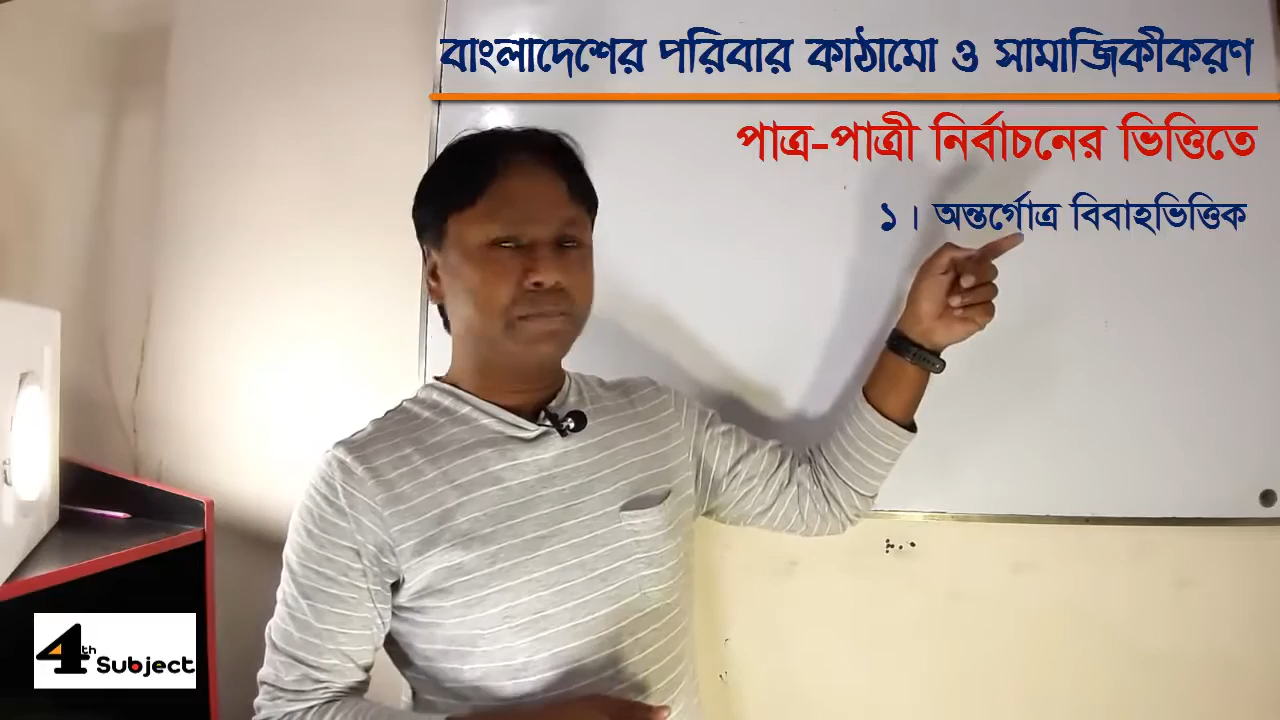 বাংলাদেশের পরিবার কাঠামো ও সামাজিকীকরণ
পাত্র-পাত্রী নির্বাচনের ভিত্তিতে
১। অন্তর্গোত্র বিবাহভিত্তিক
4th Subject